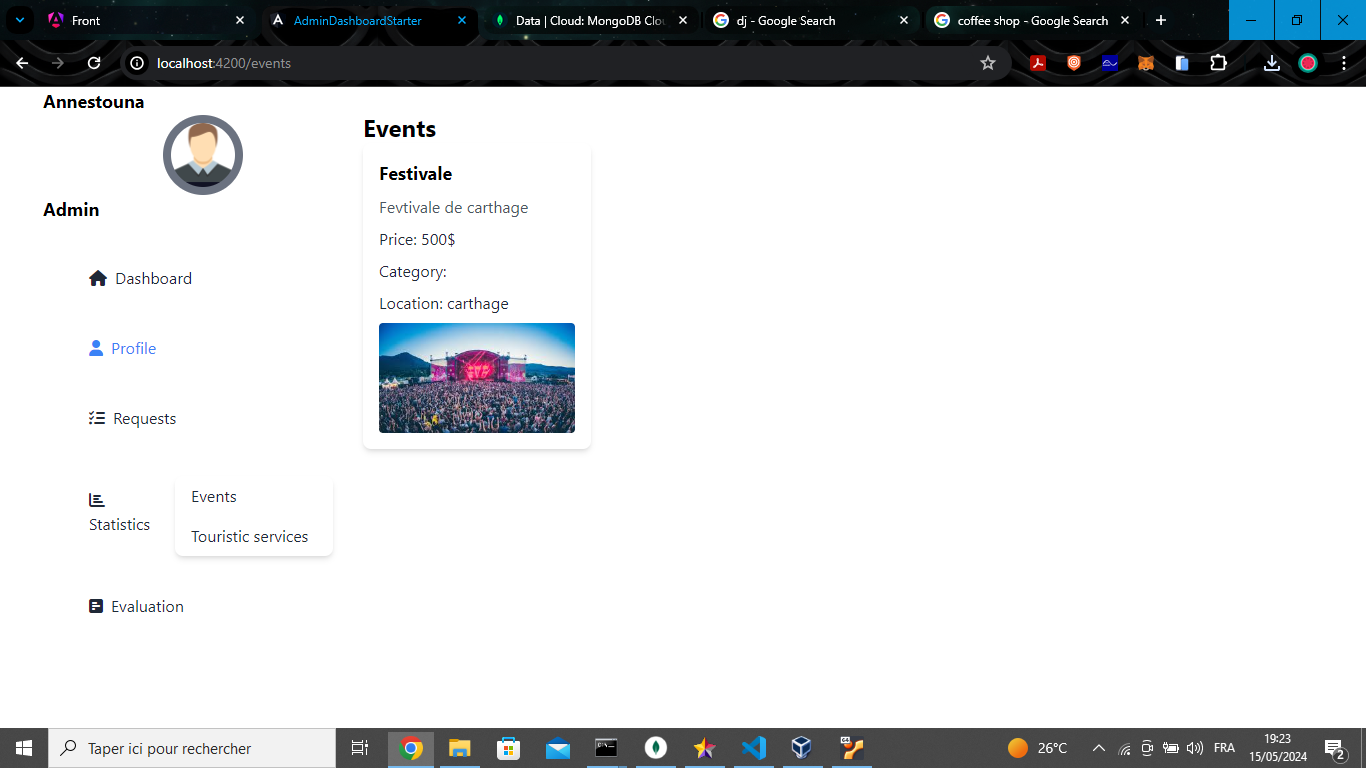 Front
AdminDashboardStarter
Data | Cloud: MongoDB Clou
dj - Google Search
coffee shop - Google Search
localhost:4200/events
Annestouna
Admin
Dashboard
Profile
Requests
Statistics
Events
Touristic services
Evaluation
Events
Festivale
Fevtivale de carthage
Price: 500$
Category:
Location: carthage
Taper ici pour rechercher
26°C
FRA
19:23
15/05/2024
2